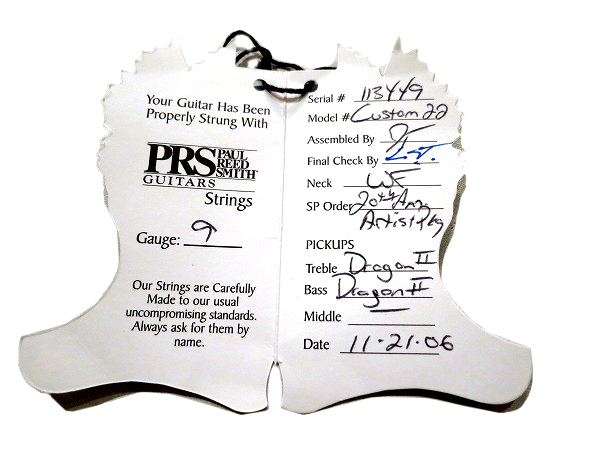 Your Guitar Has Been
Properly Strung With
PRS PAUL
REED
SMITH
GUITARS
Strings
Gauge: 9
Our Strings are Carefully
Made to our usual
uncompromising standards.
Always ask for them by
name.
Serial # 113449
Model # Custom 22
Assembled By
Final Check By
Neck WF
SP Order 20th Ann
Artist Pkg
PICKUPS
Treble Dragon II
Bass Dragon II
Middle —
Date 11-21-06